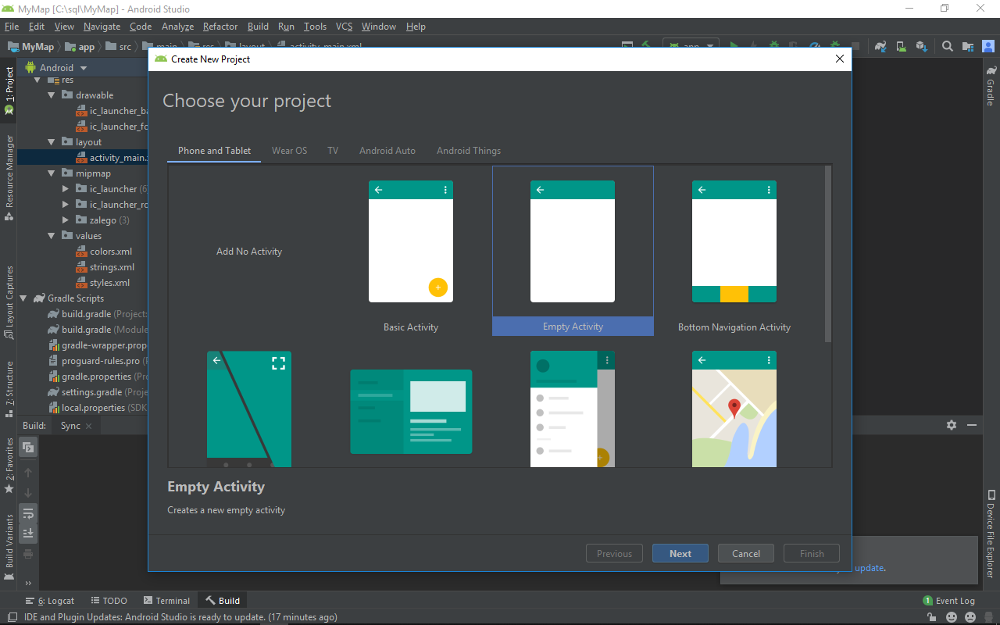 MyMap [C:\sql\MyMap] - Android Studio
File Edit View Navigate Code Analyze Refactor Build Run Tools VCS Window Help
MyMap app src main res layout activity_main.xml app
Android
Create New Project
Choose your project
Phone and Tablet Wear OS TV Android Auto Android Things
Add No Activity
Basic Activity
Empty Activity
Bottom Navigation Activity
Empty Activity
Creates a new empty activity
Previous Next Cancel Finish
res
drawable
ic_launcher_ba
ic_launcher_fo
layout
activity_main.
mipmap
ic_launcher (6
ic_launcher_ro
zalego (3)
values
colors.xml
strings.xml
styles.xml
Gradle Scripts
build.gradle (Project:
build.gradle (Module
gradle-wrapper.prop
proguard-rules.pro (
gradle.properties (Pro
settings.gradle (Proje
local.properties (SDK
Build: Sync
1: Project
Resource Manager
Layout Captures
Z: Structure
2: Favorites
Build Variants
Gradle
Device File Explorer
update.
6: Logcat TODO Terminal Build
1 Event Log
IDE and Plugin Updates: Android Studio is ready to update. (17 minutes ago)